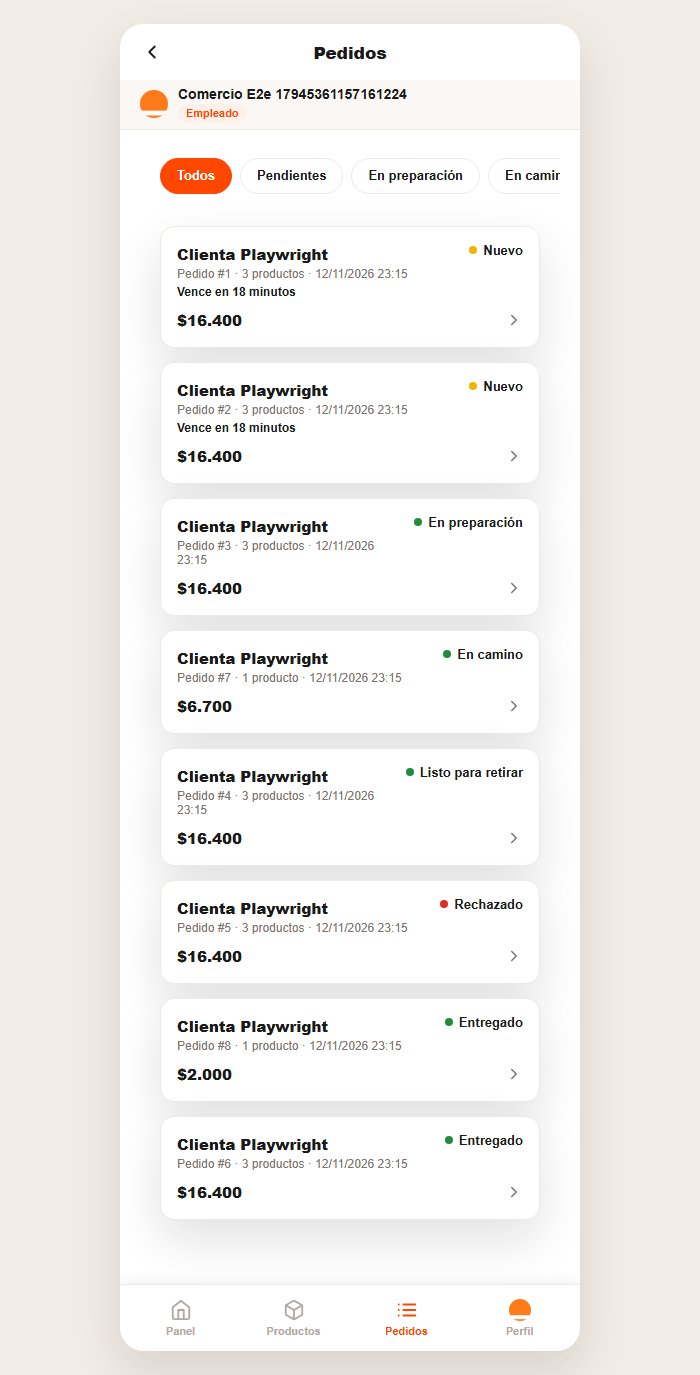 Pedidos
Comercio E2e 17945361157161224
Empleado
Todos
Pendientes
En preparación
En camin
Clienta Playwright
Nuevo
Pedido #1 · 3 productos · 12/11/2026 23:15
Vence en 18 minutos
$16.400
Clienta Playwright
Nuevo
Pedido #2 · 3 productos · 12/11/2026 23:15
Vence en 18 minutos
$16.400
Clienta Playwright
En preparación
Pedido #3 · 3 productos · 12/11/2026
23:15
$16.400
Clienta Playwright
En camino
Pedido #7 · 1 producto · 12/11/2026 23:15
$6.700
Clienta Playwright
Listo para retirar
Pedido #4 · 3 productos · 12/11/2026
23:15
$16.400
Clienta Playwright
Rechazado
Pedido #5 · 3 productos · 12/11/2026 23:15
$16.400
Clienta Playwright
Entregado
Pedido #8 · 1 producto · 12/11/2026 23:15
$2.000
Clienta Playwright
Entregado
Pedido #6 · 3 productos · 12/11/2026 23:15
$16.400
Panel
Productos
Pedidos
Perfil